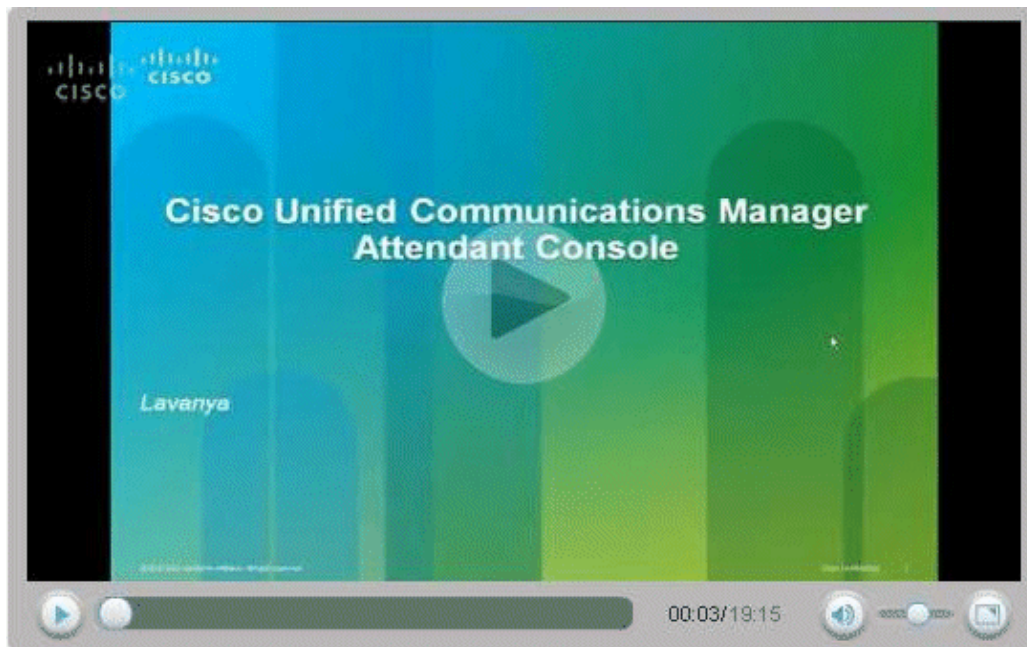 CISCO
CISCO
Cisco Unified Communications Manager
Attendant Console
Lavanya
00:03/19:15